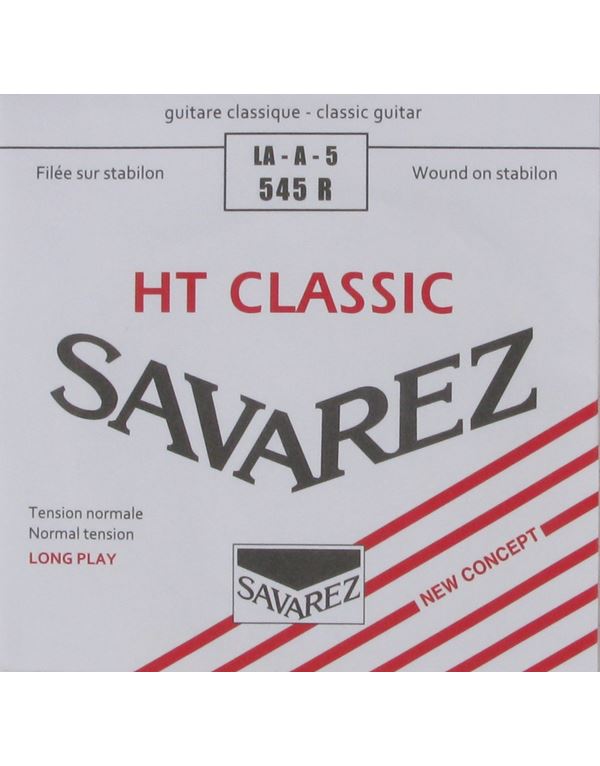 guitare classique - classic guitar
LA - A - 5
545 R
Filée sur stabilon
Wound on stabilon
HT CLASSIC
SAVAREZ
Tension normale
Normal tension
LONG PLAY
NEW CONCEPT
SAVAREZ